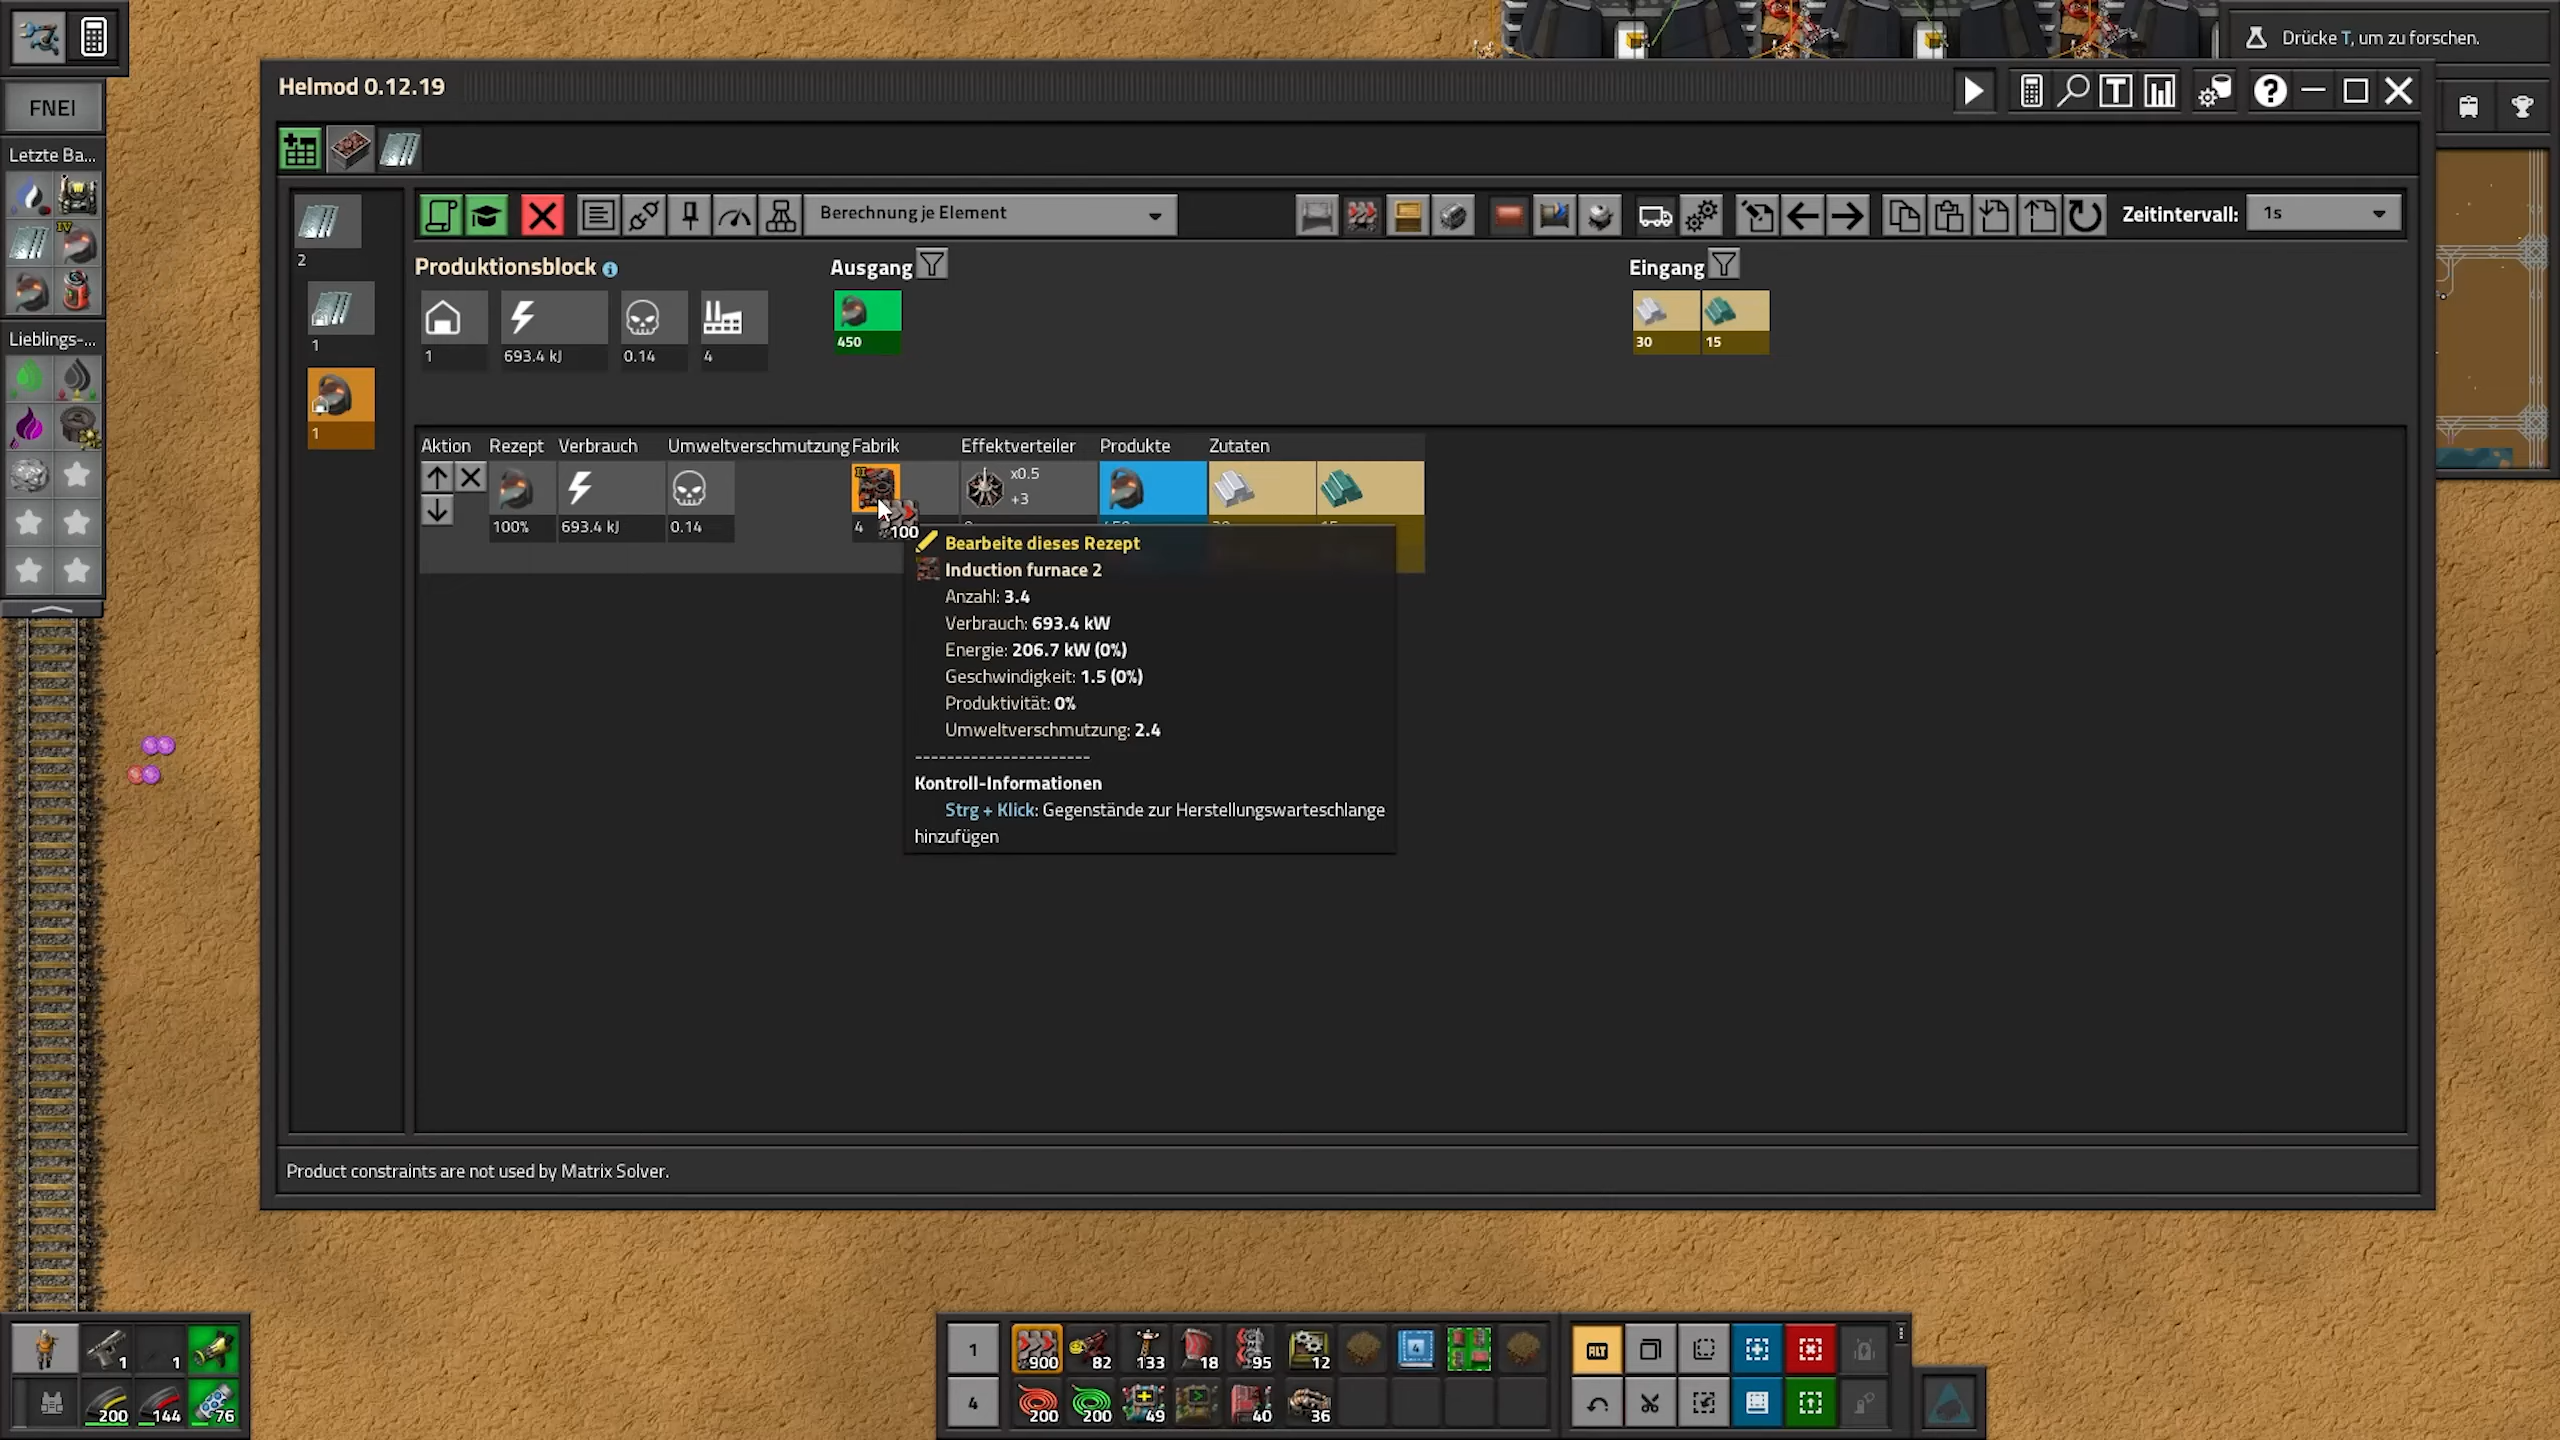 Drücke T, um zu forschen.
Helmod 0.12.19
FNEI
Letzte Ba...
IV
Lieblings-...
2
1
1
Berechnung je Element
Zeitintervall:
1s
Produktionsblock
Ausgang
Eingang
1
693.4 kJ
0.14
4
450
30
15
Aktion
Rezept
Verbrauch
Umweltverschmutzung
Fabrik
Effektverteiler
Produkte
Zutaten
II
x0.5
+3
100%
693.4 kJ
0.14
4
100
Bearbeite dieses Rezept
Induction furnace 2
Anzahl: 3.4
Verbrauch: 693.4 kW
Energie: 206.7 kW (0%)
Geschwindigkeit: 1.5 (0%)
Produktivität: 0%
Umweltverschmutzung: 2.4
-----------------------
Kontroll-Informationen
Strg + Klick: Gegenstände zur Herstellungswarteschlange
hinzufügen
Product constraints are not used by Matrix Solver.
1
1
200
144
76
1
900
82
133
18
95
12
4
ALT
4
200
200
49
40
36